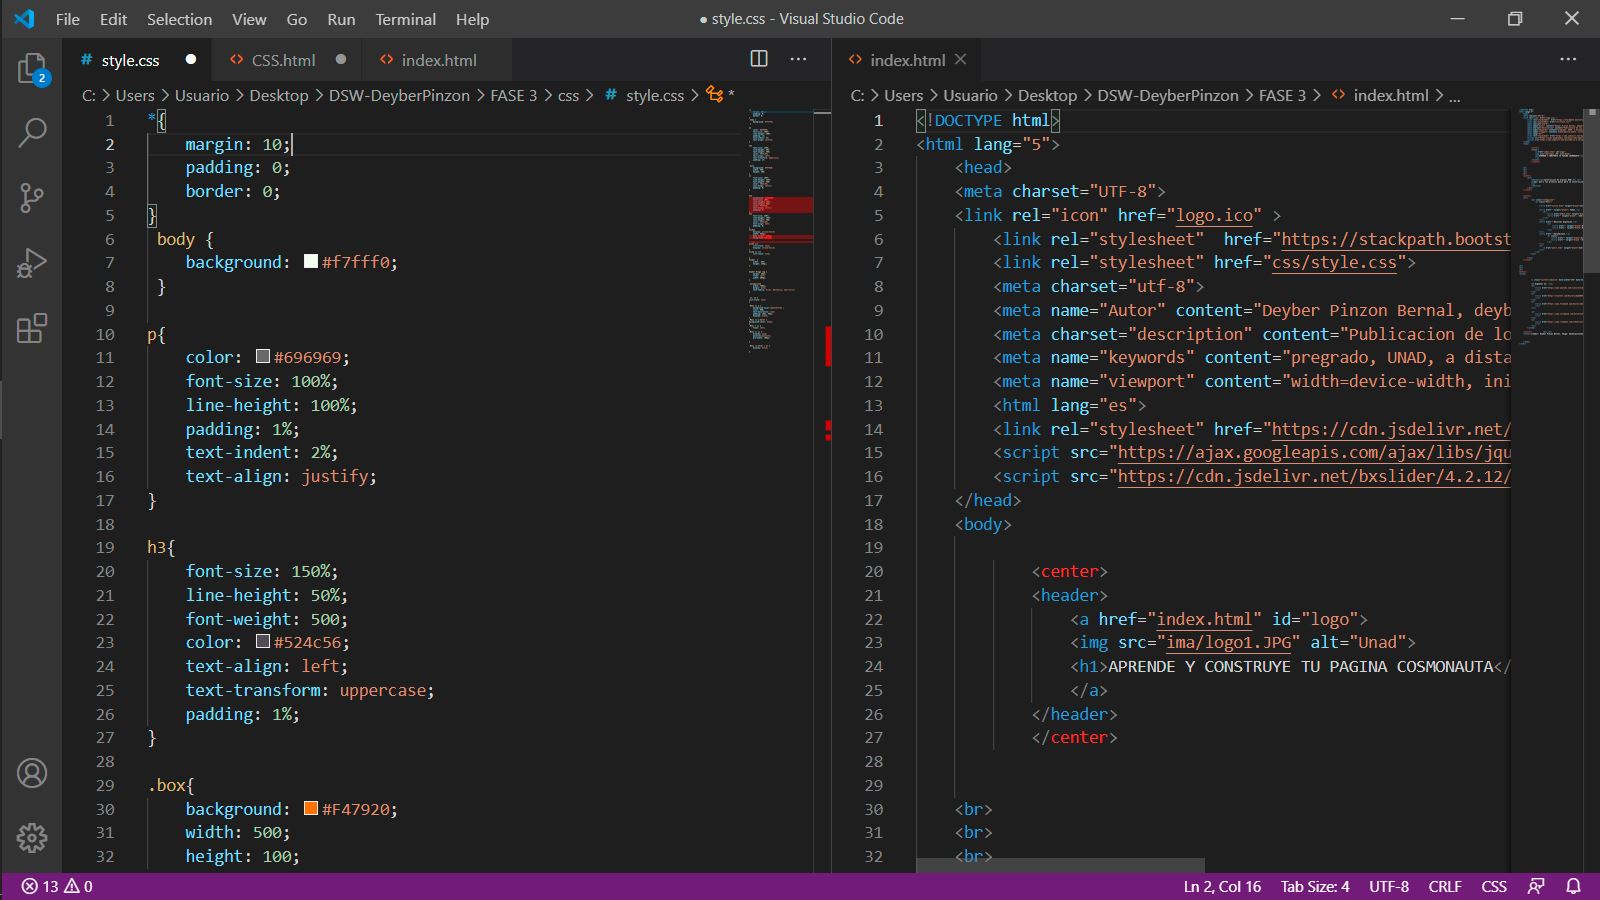 File Edit Selection View Go Run Terminal Help
● style.css - Visual Studio Code
2
# style.css ●
<> CSS.html ●
<> index.html
C: > Users > Usuario > Desktop > DSW-DeyberPinzon > FASE 3 > css > # style.css > *
1 *{
2 margin: 10;
3 padding: 0;
4 border: 0;
5 }
6 body {
7 background: #f7fff0;
8 }
9
10 p{
11 color: #696969;
12 font-size: 100%;
13 line-height: 100%;
14 padding: 1%;
15 text-indent: 2%;
16 text-align: justify;
17 }
18
19 h3{
20 font-size: 150%;
21 line-height: 50%;
22 font-weight: 500;
23 color: #524c56;
24 text-align: left;
25 text-transform: uppercase;
26 padding: 1%;
27 }
28
29 .box{
30 background: #F47920;
31 width: 500;
32 height: 100;
<> index.html
C: > Users > Usuario > Desktop > DSW-DeyberPinzon > FASE 3 > <> index.html > ...
1 <!DOCTYPE html>
2 <html lang="5">
3 <head>
4 <meta charset="UTF-8">
5 <link rel="icon" href="logo.ico" >
6 <link rel="stylesheet"  href="https://stackpath.bootst
7 <link rel="stylesheet" href="css/style.css">
8 <meta charset="utf-8">
9 <meta name="Autor" content="Deyber Pinzon Bernal, deyb
10 <meta charset="description" content="Publicacion de lo
11 <meta name="keywords" content="pregrado, UNAD, a dista
12 <meta name="viewport" content="width=device-width, ini
13 <html lang="es">
14 <link rel="stylesheet" href="https://cdn.jsdelivr.net/
15 <script src="https://ajax.googleapis.com/ajax/libs/jqu
16 <script src="https://cdn.jsdelivr.net/bxslider/4.2.12/
17 </head>
18 <body>
19
20 <center>
21 <header>
22 <a href="index.html" id="logo">
23 <img src="ima/logo1.JPG" alt="Unad">
24 <h1>APRENDE Y CONSTRUYE TU PAGINA COSMONAUTA</
25 </a>
26 </header>
27 </center>
28
29
30 <br>
31 <br>
32 <br>
13 0
Ln 2, Col 16 Tab Size: 4 UTF-8 CRLF CSS